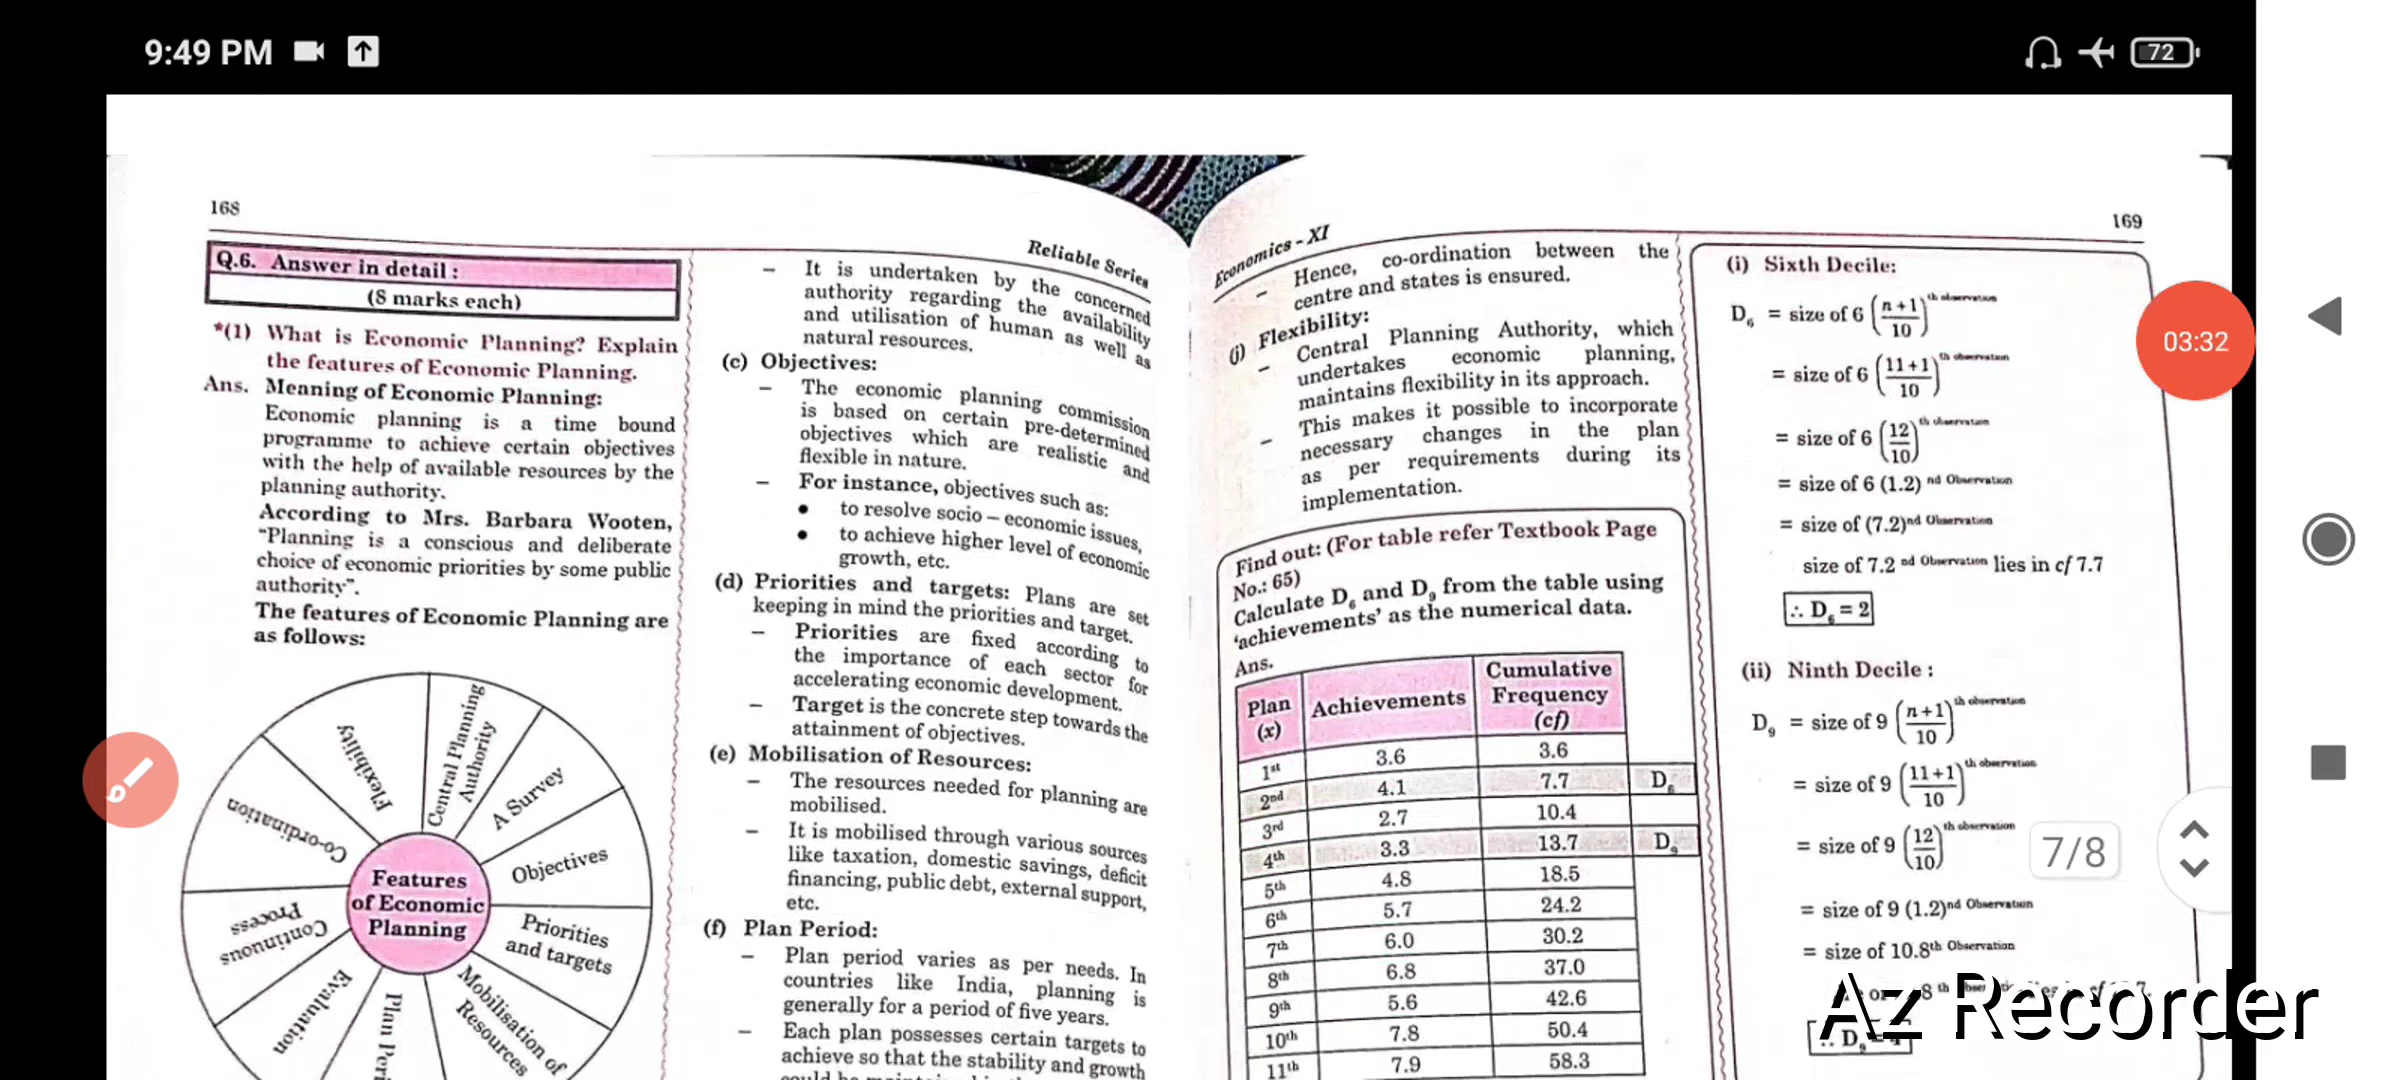 9:49 PM
72
168
Reliable Series
Q.6. Answer in detail :
(8 marks each)
*(1) What is Economic Planning? Explain
the features of Economic Planning.
Ans. Meaning of Economic Planning:
Economic planning is a time bound
programme to achieve certain objectives
with the help of available resources by the
planning authority.
According to Mrs. Barbara Wooten,
"Planning is a conscious and deliberate
choice of economic priorities by some public
authority".
The features of Economic Planning are
as follows:
Central Planning
Authority
A Survey
Objectives
Priorities
and targets
Mobilisation of
Resources
Plan Peri
Evaluation
Continuous
Process
Co-ordination
Flexibility
Features
of Economic
Planning
– It is undertaken by the concerned
authority regarding the availability
and utilisation of human as well as
natural resources.
(c) Objectives:
– The economic planning commission
is based on certain pre-determined
objectives which are realistic and
flexible in nature.
– For instance, objectives such as:
• to resolve socio – economic issues,
• to achieve higher level of economic
growth, etc.
(d) Priorities and targets: Plans are set
keeping in mind the priorities and target.
– Priorities are fixed according to
the importance of each sector for
accelerating economic development.
– Target is the concrete step towards the
attainment of objectives.
(e) Mobilisation of Resources:
– The resources needed for planning are
mobilised.
– It is mobilised through various sources
like taxation, domestic savings, deficit
financing, public debt, external support,
etc.
(f) Plan Period:
– Plan period varies as per needs. In
countries like India, planning is
generally for a period of five years.
– Each plan possesses certain targets to
achieve so that the stability and growth
Economics - XI
169
– Hence, co-ordination between the
centre and states is ensured.
(j) Flexibility:
– Central Planning Authority, which
undertakes economic planning,
maintains flexibility in its approach.
– This makes it possible to incorporate
necessary changes in the plan
as per requirements during its
implementation.
Find out: (For table refer Textbook Page
No.: 65)
Calculate D6 and D9 from the table using
'achievements' as the numerical data.
Ans.
Plan (x) Achievements Cumulative Frequency (cf)
1st 3.6 3.6
2nd 4.1 7.7 D6
3rd 2.7 10.4
4th 3.3 13.7 D9
5th 4.8 18.5
6th 5.7 24.2
7th 6.0 30.2
8th 6.8 37.0
9th 5.6 42.6
10th 7.8 50.4
11th 7.9 58.3
(i) Sixth Decile:
D6 = size of 6 (n+1/10)th observation
= size of 6 (11+1/10)th observation
= size of 6 (12/10)th observation
= size of 6 (1.2) nd Observation
= size of (7.2)nd Observation
size of 7.2 nd Observation lies in cf 7.7
∴ D6 = 2
(ii) Ninth Decile :
D9 = size of 9 (n+1/10)th observation
= size of 9 (11+1/10)th observation
= size of 9 (12/10)th observation
= size of 9 (1.2)nd Observation
= size of 10.8th Observation
∴ D9
03:32
7/8
Az Recorder